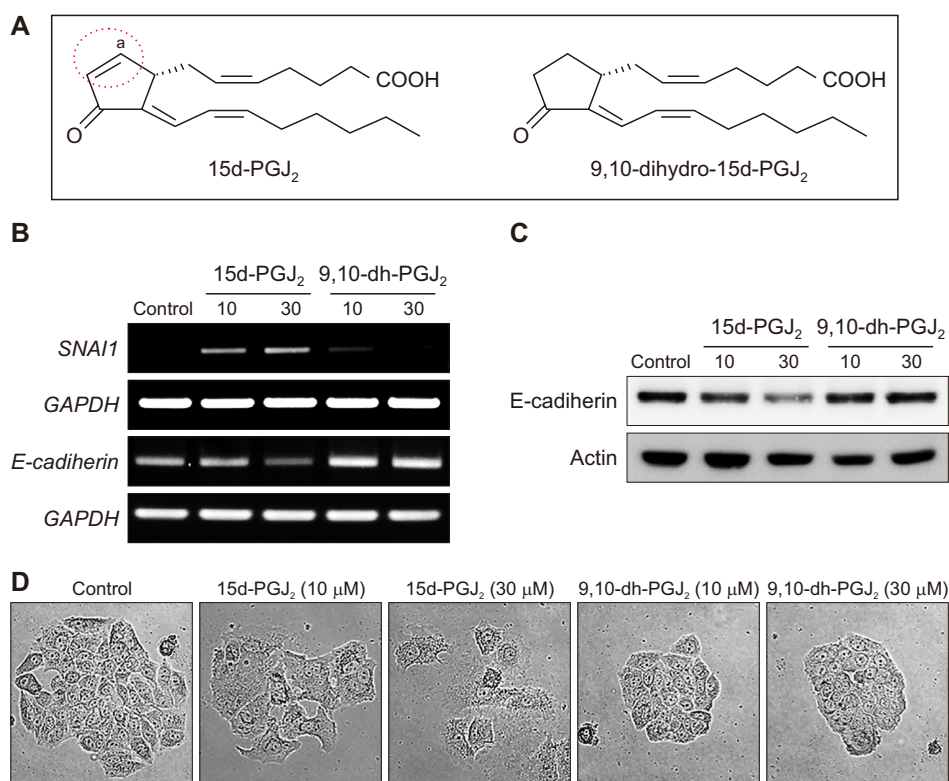 A
a
COOH
O
15d-PGJ₂
COOH
O
9,10-dihydro-15d-PGJ₂
B
15d-PGJ₂ 9,10-dh-PGJ₂
Control 10 30 10 30
SNAI1
GAPDH
E-cadiherin
GAPDH
C
15d-PGJ₂ 9,10-dh-PGJ₂
Control 10 30 10 30
E-cadiherin
Actin
D
Control 15d-PGJ₂ (10 μM) 15d-PGJ₂ (30 μM) 9,10-dh-PGJ₂ (10 μM) 9,10-dh-PGJ₂ (30 μM)